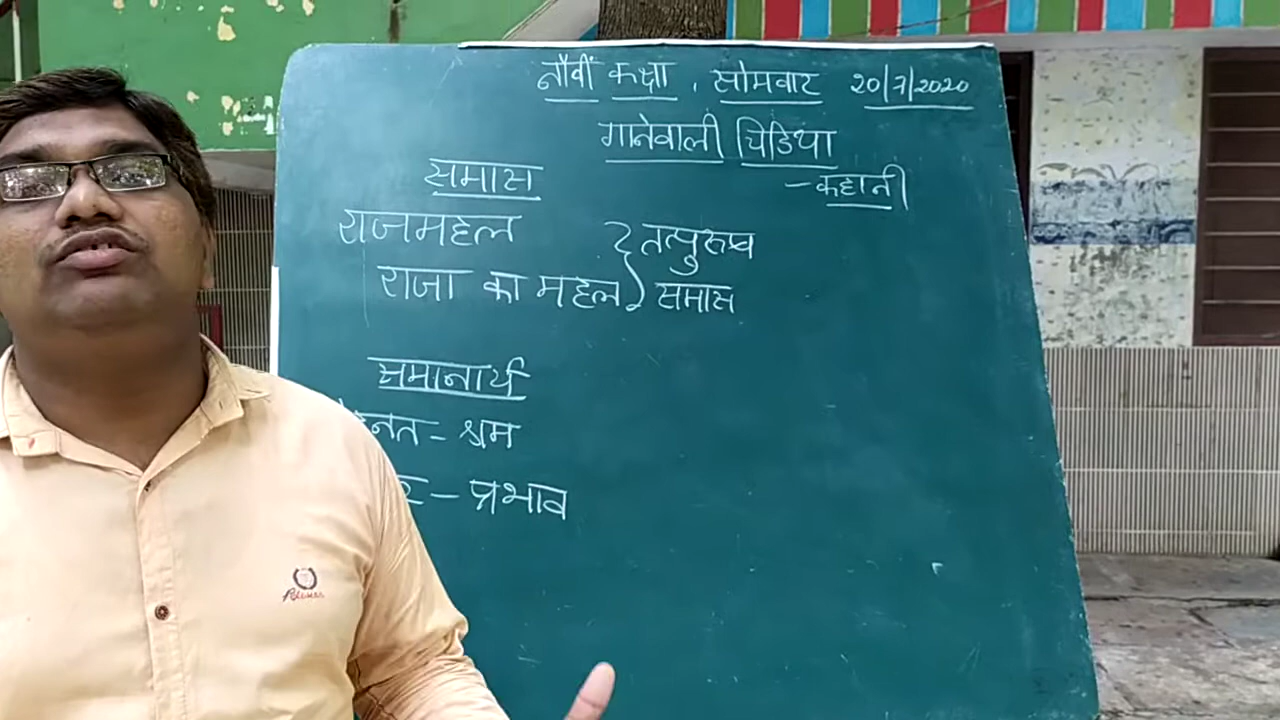 नौवीं कक्षा, सोमवार 20/7/2020
गानेवाली चिडिया
- कहानी
समास
राजमहल
राजा का महल
} तत्पुरुष
समास
समानार्थ
- श्रम
- प्रभाव